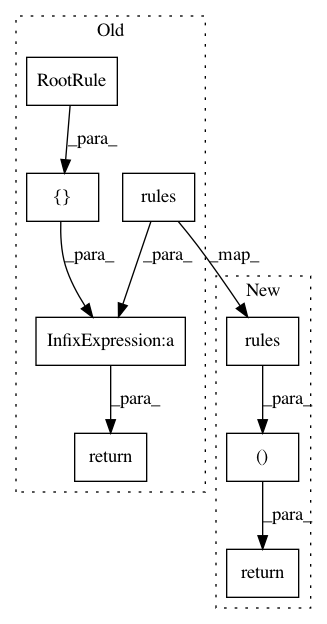 Old
RootRule
_para_
{}
rules
_para_
_para_
_map_
New
InfixExpression:a
rules
_para_
_para_
return
()
_para_
return